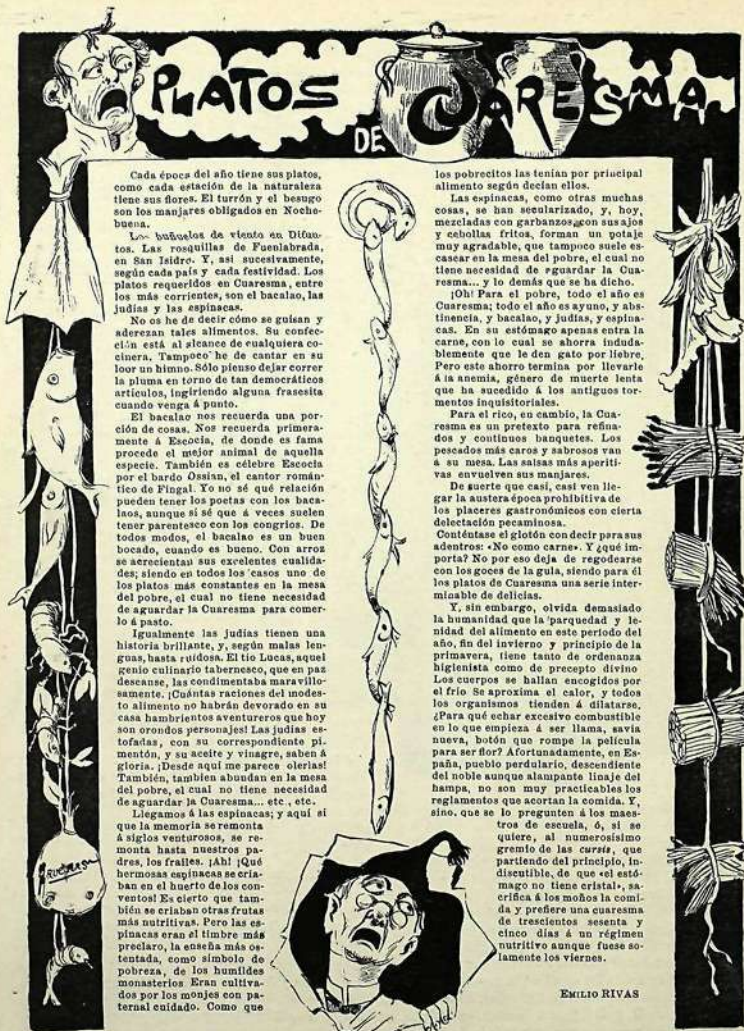 PLATOS DE CUARESMA
Cada época del año tiene sus platos,
como cada estación de la naturaleza
tiene sus flores. El turrón y el besugo
son los manjares obligados en Noche-
buena.
Los buñuelos de viento en Difun-
tos. Las rosquillas de Fuenlabrada,
en San Isidro. Y, así sucesivamente,
según cada país y cada festividad. Los
platos requeridos en Cuaresma, entre
los más corrientes, son el bacalao, las
judías y las espinacas.
No os he de decir cómo se guisan y
aderezan tales alimentos. Su confec-
ción está al alcance de cualquiera co-
cinera. Tampoco he de cantar en su
loor un himno. Sólo pienso dejar correr
la pluma en torno de tan democráticos
artículos, ingiriendo alguna frasesita
cuando venga á punto.
El bacalao nos recuerda una por-
ción de cosas. Nos recuerda primera-
mente á Escocia, de donde es fama
procede el mejor animal de aquella
especie. También es célebre Escocia
por el bardo Ossian, el cantor román-
tico de Fingal. Yo no sé qué relación
pueden tener los poetas con los baca-
laos, aunque sí sé que á veces suelen
tener parentesco con los congrios. De
todos modos, el bacalao es un buen
bocado, cuando es bueno. Con arroz
se acrecientan sus excelentes cualida-
des; siendo en todos los casos uno de
los platos más constantes en la mesa
del pobre, el cual no tiene necesidad
de aguardar la Cuaresma para comer-
lo á pasto.
Igualmente las judías tienen una
historia brillante, y, según malas len-
guas, hasta ruidosa. El tío Lucas, aquel
genio culinario tabernesco, que en paz
descanse, las condimentaba maravillo-
samente. ¡Cuántas raciones del modes-
to alimento no habrán devorado en su
casa hambrientos aventureros que hoy
son orondos personajes! Las judías es-
tofadas, con su correspondiente pi-
mentón, y su aceite y vinagre, saben á
gloria. ¡Desde aquí me parece olerlas!
También, tambien abundan en la mesa
del pobre, el cual no tiene necesidad
de aguardar la Cuaresma... etc., etc.
Llegamos á las espinacas; y aquí sí
que la memoria se remonta
á siglos venturosos, se re-
monta hasta nuestros pa-
dres, los frailes. ¡Ah! ¡Qué
hermosas espinacas se cria-
ban en el huerto de los con-
ventos! Es cierto que tam-
bién se criaban otras frutas
más nutritivas. Pero las es-
pinacas eran el timbre más
preclaro, la enseña más os-
tentada, como símbolo de
pobreza, de los humildes
monasterios Eran cultiva-
dos por los monjes con pa-
ternal cuidado. Como que
los pobrecitos las tenían por principal
alimento según decían ellos.
Las espinacas, como otras muchas
cosas, se han secularizado, y, hoy,
mezcladas con garbanzos, con sus ajos
y cebollas fritos, forman un potaje
muy agradable, que tampoco suele es-
casear en la mesa del pobre, el cual no
tiene necesidad de aguardar la Cua-
resma... y lo demás que se ha dicho.
¡Oh! Para el pobre, todo el año es
Cuaresma; todo el año es ayuno, y abs-
tinencia, y bacalao, y judías, y espina-
cas. En su estómago apenas entra la
carne, con lo cual se ahorra induda-
blemente que le den gato por liebre.
Pero este ahorro termina por llevarle
á la anemia, género de muerte lenta
que ha sucedido á los antiguos tor-
mentos inquisitoriales.
Para el rico, en cambio, la Cua-
resma es un pretexto para refina-
dos y continuos banquetes. Los
pescados más caros y sabrosos van
á su mesa. Las salsas más aperiti-
vas envuelven sus manjares.
De suerte que casi, casi ven lle-
gar la austera época prohibitiva de
los placeres gastronómicos con cierta
delectación pecaminosa.
Conténtase el glotón con decir para sus
adentros: «No como carne». Y ¿qué im-
porta? No por eso deja de regodearse
con los goces de la gula, siendo para él
los platos de Cuaresma una serie inter-
minable de delicias.
Y, sin embargo, olvida demasiado
la humanidad que la parquedad y le-
nidad del alimento en este período del
año, fin del invierno y principio de la
primavera, tiene tanto de ordenanza
higienista como de precepto divino
Los cuerpos se hallan encogidos por
el frío Se aproxima el calor, y todos
los organismos tienden á dilatarse.
¿Para qué echar excesivo combustible
en lo que empieza á ser llama, savia
nueva, botón que rompe la película
para ser flor? Afortunadamente, en Es-
paña, pueblo perdulario, descendiente
del noble aunque alampante linaje del
hampa, no son muy practicables los
reglamentos que acortan la comida. Y,
sino, que se lo pregunten á los maes-
tros de escuela, ó, si se
quiere, al numerosísimo
gremio de las cursis, que
partiendo del principio, in-
discutible, de que «el estó-
mago no tiene cristal», sa-
crifica á los moños la comi-
da y prefiere una cuaresma
de trescientos sesenta y
cinco días á un régimen
nutritivo aunque fuese so-
lamente los viernes.
EMILIO RIVAS